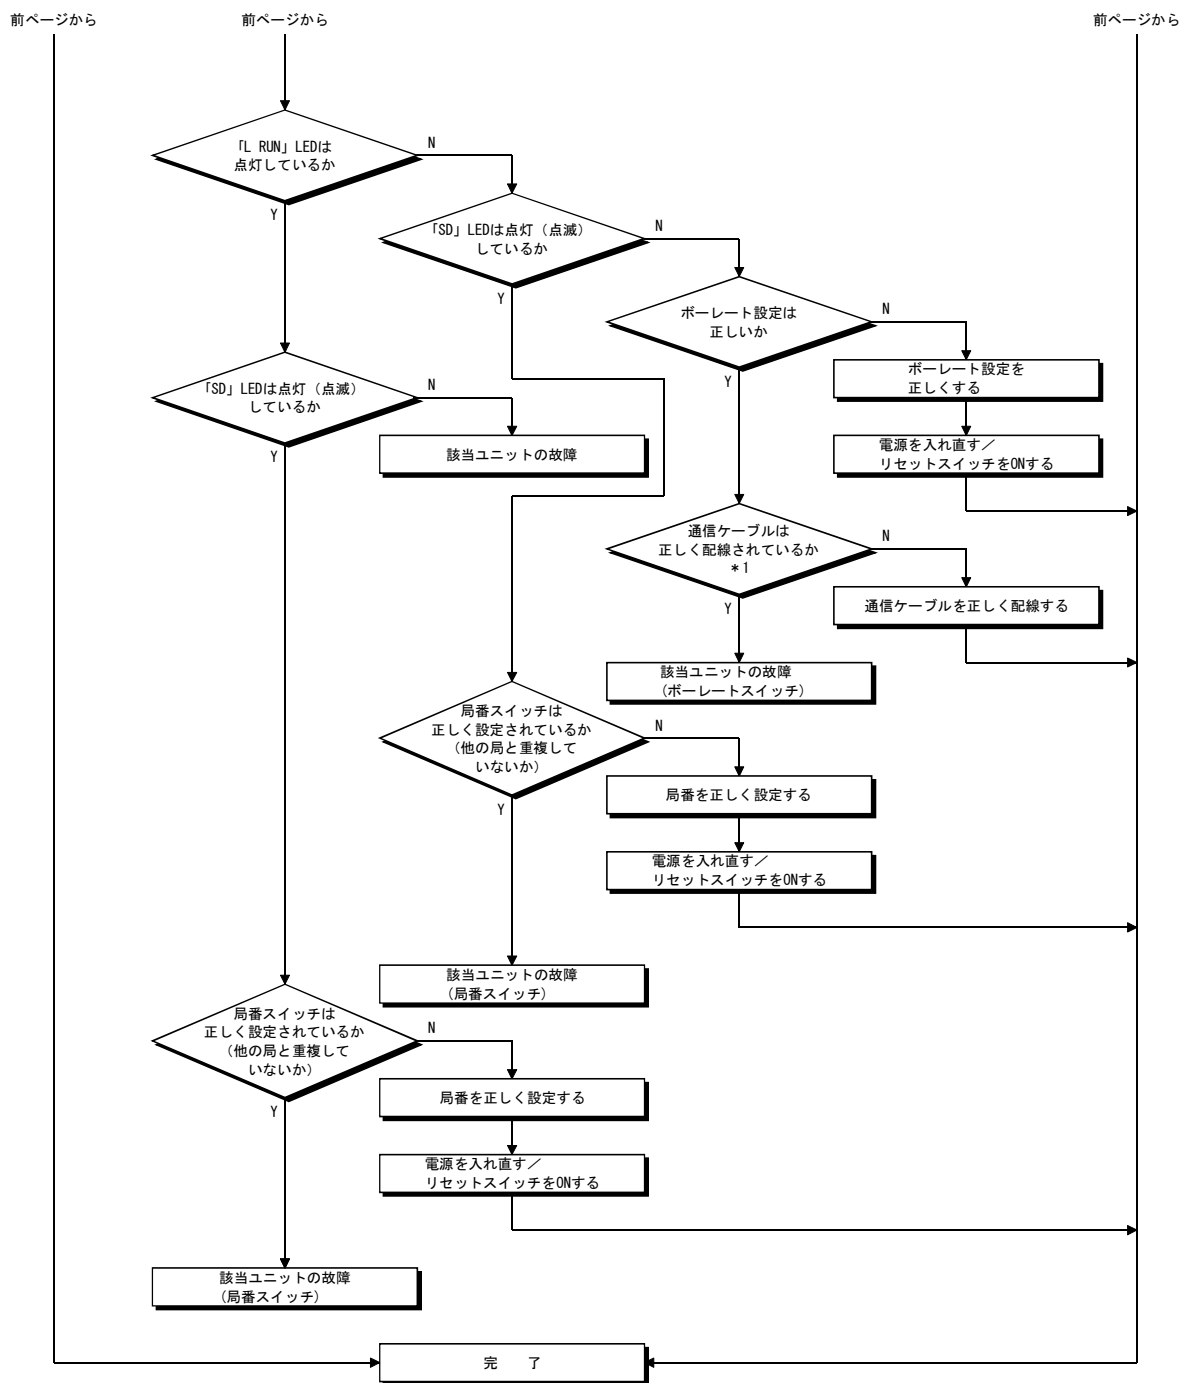 前ページから
前ページから
前ページから
「L RUN」LEDは
点灯しているか
N
Y
「SD」LEDは点灯（点滅）
しているか
N
Y
ボーレート設定は
正しいか
N
Y
ボーレート設定を
正しくする
電源を入れ直す／
リセットスイッチをONする
「SD」LEDは点灯（点滅）
しているか
N
Y
該当ユニットの故障
通信ケーブルは
正しく配線されているか
＊1
N
Y
通信ケーブルを正しく配線する
該当ユニットの故障
(ボーレートスイッチ)
局番スイッチは
正しく設定されているか
(他の局と重複して
いないか)
N
Y
局番を正しく設定する
電源を入れ直す／
リセットスイッチをONする
該当ユニットの故障
(局番スイッチ)
局番スイッチは
正しく設定されているか
(他の局と重複して
いないか)
N
Y
局番を正しく設定する
電源を入れ直す／
リセットスイッチをONする
該当ユニットの故障
(局番スイッチ)
完　　了